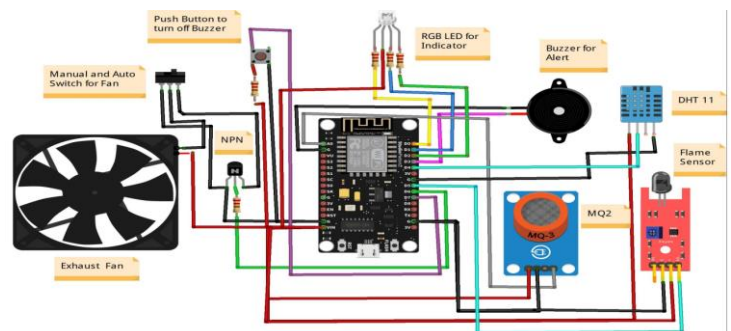 Push Button to
turn off Buzzer
RGB LED for
Indicator
Buzzer for
Alert
Manual and Auto
Switch for Fan
DHT 11
NPN
Flame
Sensor
MQ2
MQ-3
Exhaust Fan